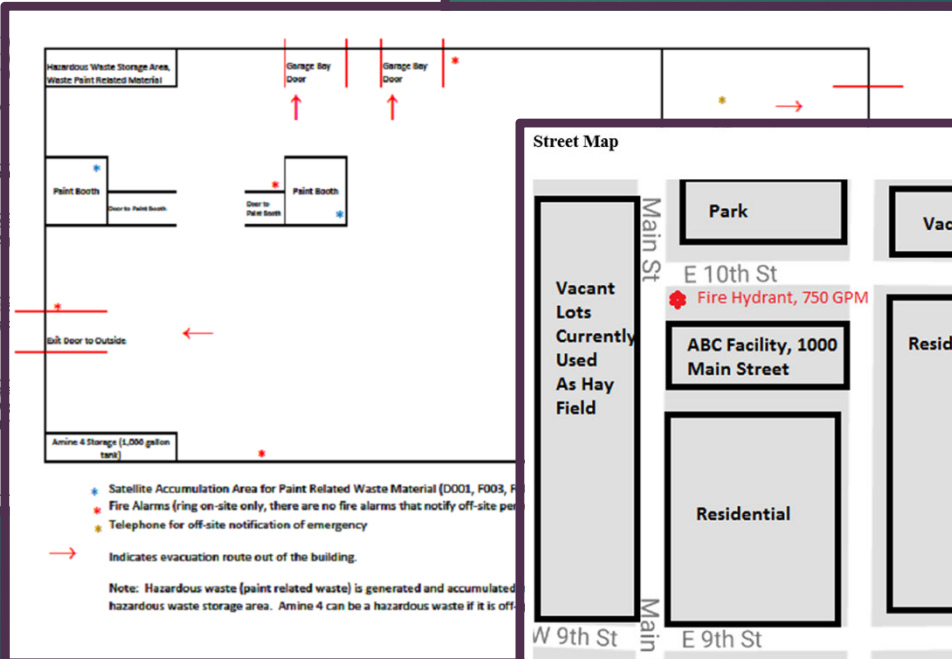 Hazardous Waste Storage Area,
Waste Paint Related Material
Garage Bay
Door
Garage Bay
Door
Paint Booth
Door to Paint Booth
Door to
Paint Booth
Paint Booth
Exit Door to Outside
Amine 4 Storage (1,000 gallon
tank)
Satellite Accumulation Area for Paint Related Waste Material (D001, F003, F
Fire Alarms (ring on-site only, there are no fire alarms that notify off-site per
Telephone for off-site notification of emergency
Indicates evacuation route out of the building.
Note: Hazardous waste (paint related waste) is generated and accumulated
hazardous waste storage area. Amine 4 can be a hazardous waste if it is off-
Street Map
Main St
Park
Vac
E 10th St
Fire Hydrant, 750 GPM
Vacant
Lots
Currently
Used
As Hay
Field
ABC Facility, 1000
Main Street
Resid
Residential
Main
W 9th St
E 9th St